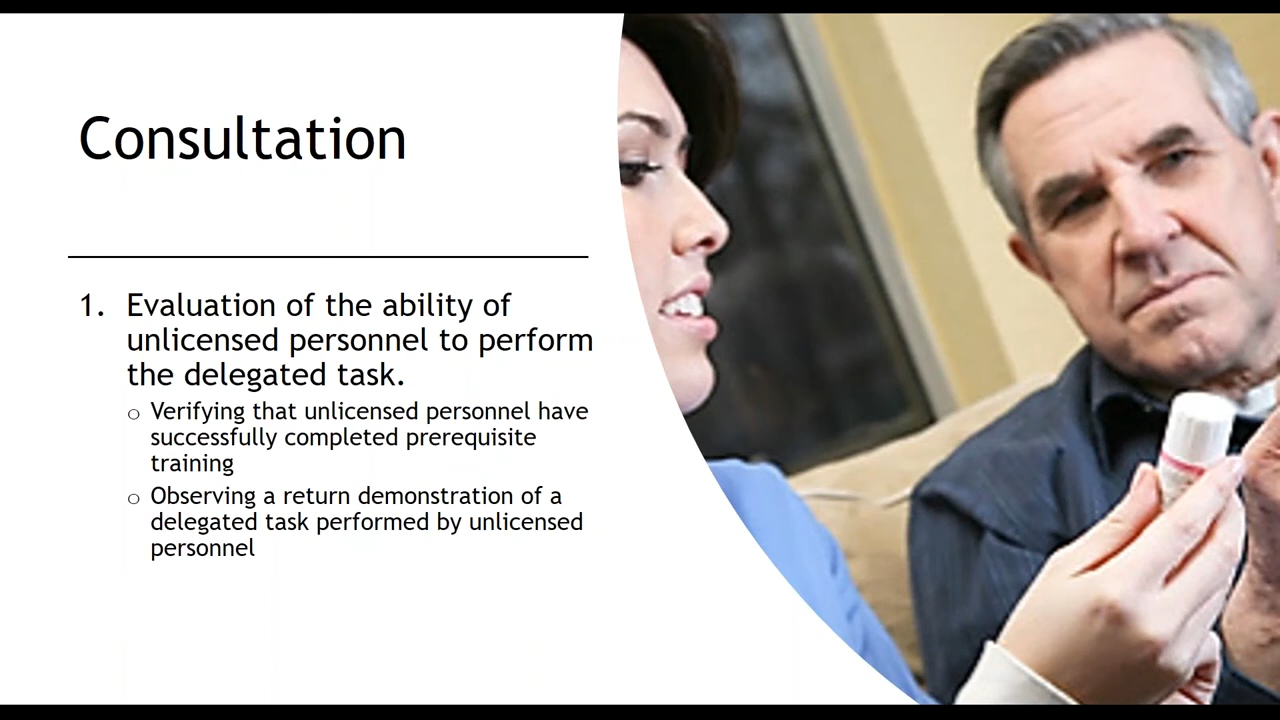 Consultation
1. Evaluation of the ability of
unlicensed personnel to perform
the delegated task.
○ Verifying that unlicensed personnel have
successfully completed prerequisite
training
○ Observing a return demonstration of a
delegated task performed by unlicensed
personnel